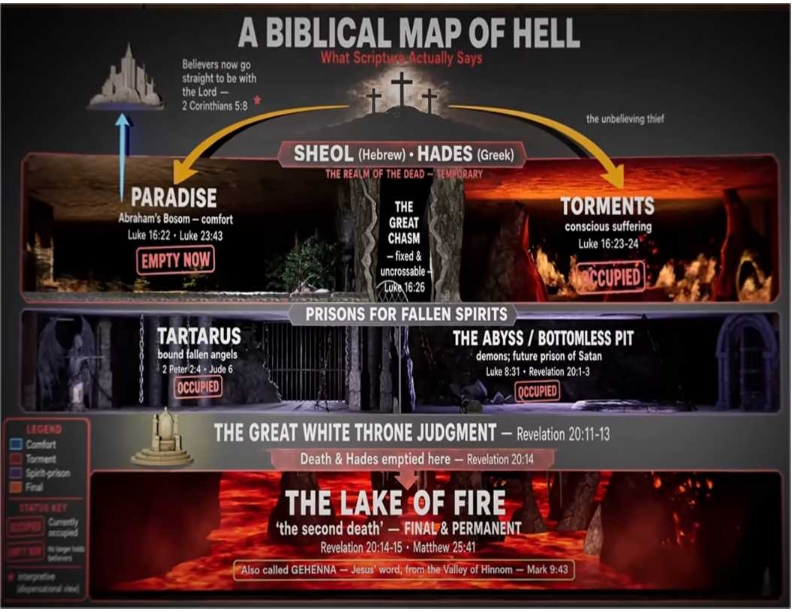 A BIBLICAL MAP OF HELL
What Scripture Actually Says
Believers now go
straight to be with
the Lord —
2 Corinthians 5:8 *
the unbelieving thief
SHEOL (Hebrew) • HADES (Greek)
THE REALM OF THE DEAD — TEMPORARY
PARADISE
Abraham's Bosom — comfort
Luke 16:22 • Luke 23:43
EMPTY NOW
THE
GREAT
CHASM
— fixed &
uncrossable —
Luke 16:26
TORMENTS
conscious suffering
Luke 16:23-24
OCCUPIED
PRISONS FOR FALLEN SPIRITS
TARTARUS
bound fallen angels
2 Peter 2:4 • Jude 6
OCCUPIED
THE ABYSS / BOTTOMLESS PIT
demons; future prison of Satan
Luke 8:31 • Revelation 20:1-3
OCCUPIED
THE GREAT WHITE THRONE JUDGMENT — Revelation 20:11-13
Death & Hades emptied here — Revelation 20:14
THE LAKE OF FIRE
'the second death' — FINAL & PERMANENT
Revelation 20:14-15 • Matthew 25:41
Also called GEHENNA — Jesus' word, from the Valley of Hinnom — Mark 9:43
LEGEND
Comfort
Torment
Spirit-prison
Final
STATUS KEY
OCCUPIED
Currently
occupied
EMPTY NOW
No longer holds
believers
* interpretive
(dispensational view)